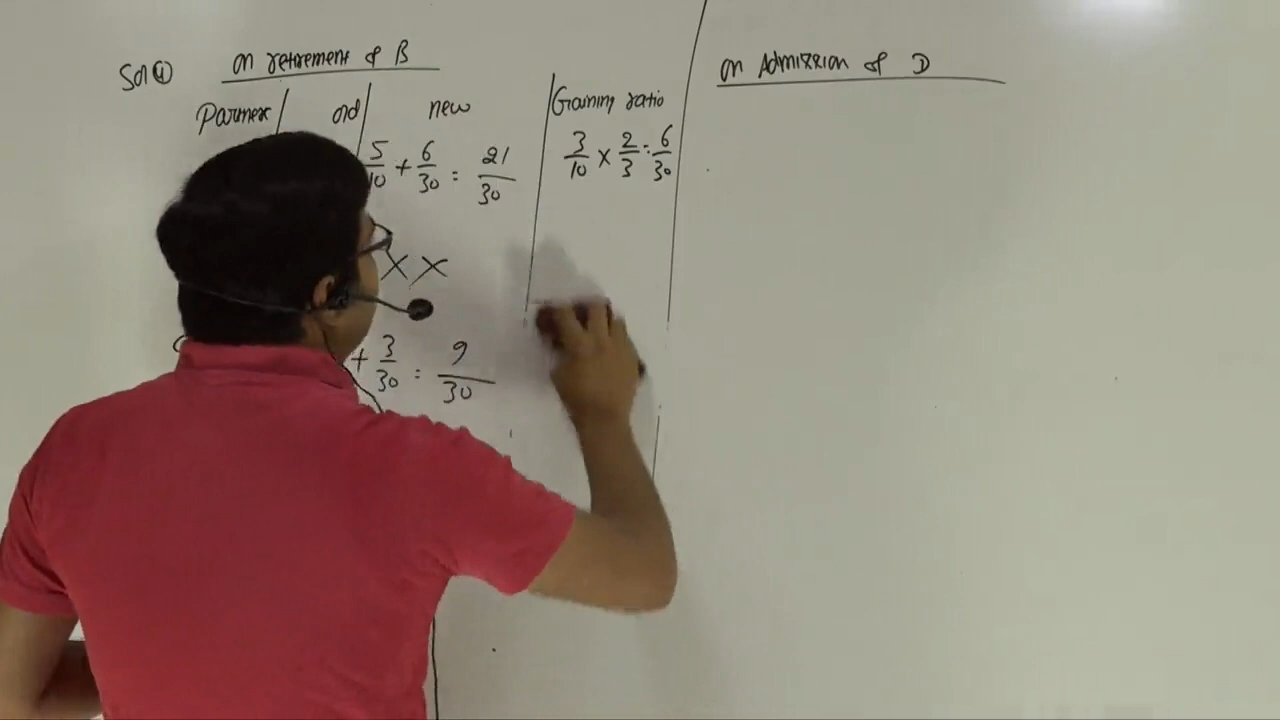 Sol ①
on retirement of B
Partner old new Gaining ratio
5/10 + 6/30 = 21/30
3/10 × 2/3 = 6/30
X X
+ 3/30 = 9/30
on Admission of D